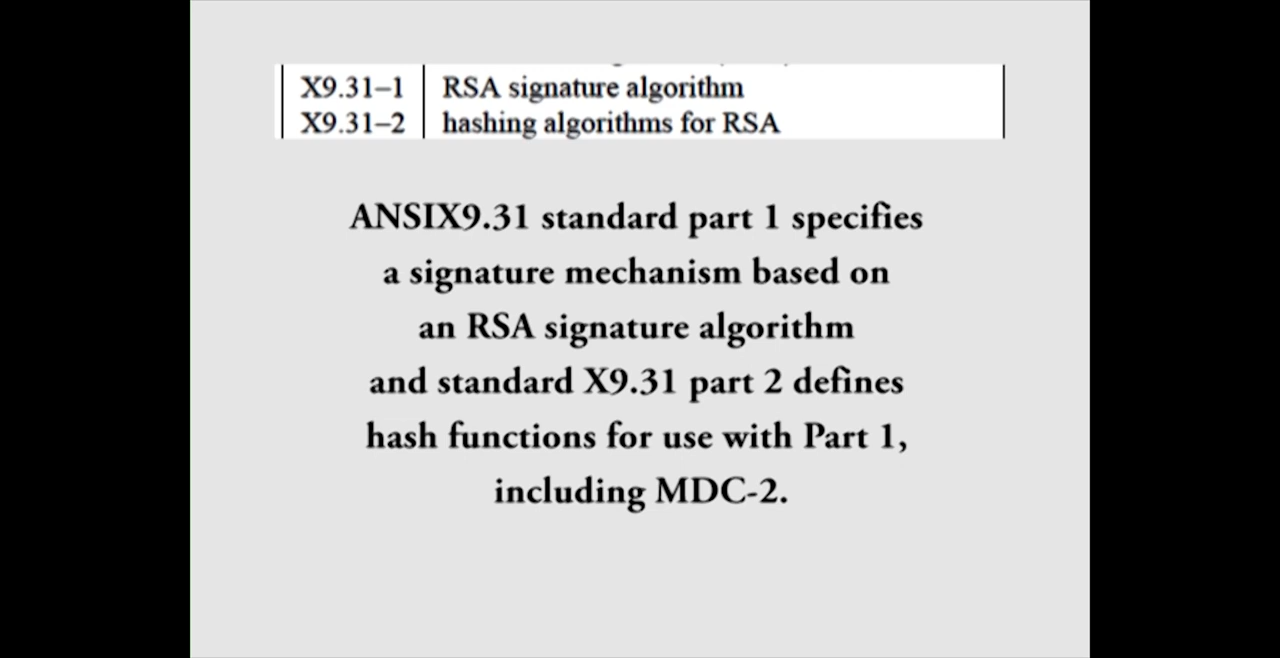 X9.31–1 RSA signature algorithm
X9.31–2 hashing algorithms for RSA
ANSIX9.31 standard part 1 specifies
a signature mechanism based on
an RSA signature algorithm
and standard X9.31 part 2 defines
hash functions for use with Part 1,
including MDC-2.